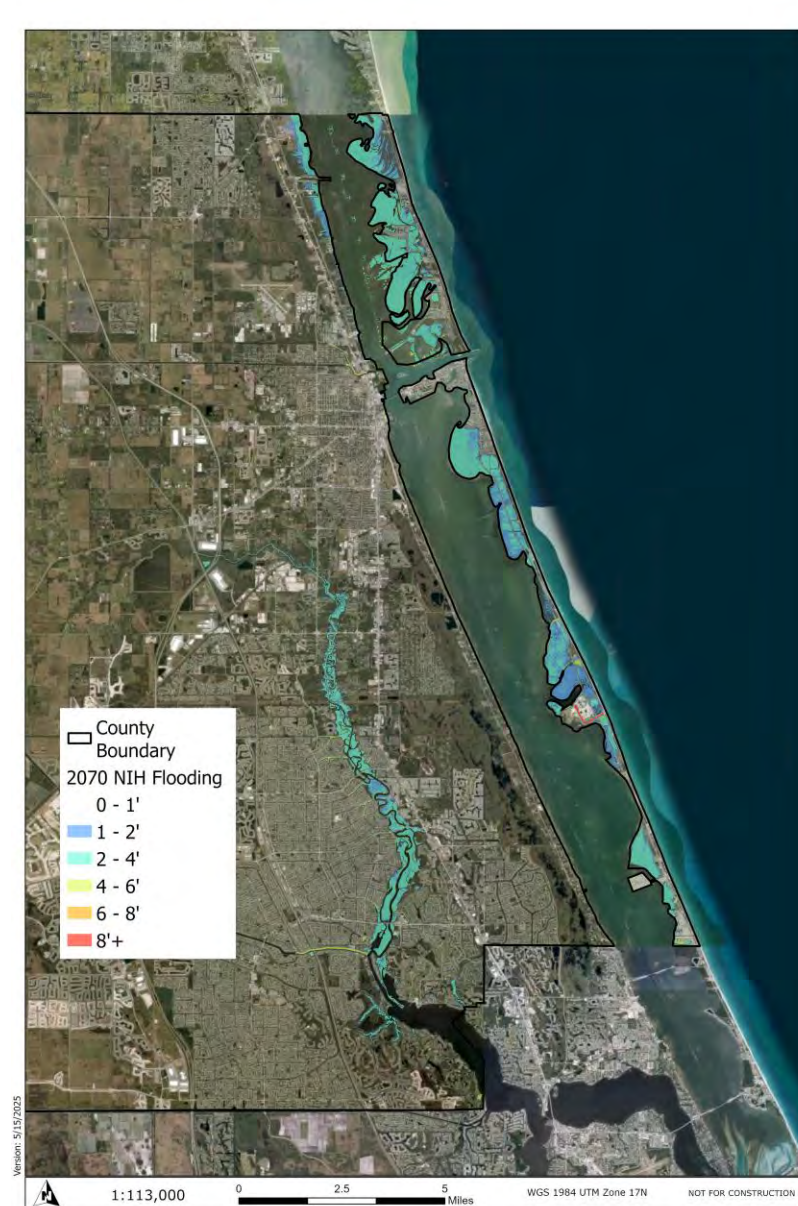 County
Boundary
2070 NIH Flooding
0 - 1'
1 - 2'
2 - 4'
4 - 6'
6 - 8'
8'+
Version: 5/15/2025
N
1:113,000
0 2.5 5
Miles
WGS 1984 UTM Zone 17N
NOT FOR CONSTRUCTION